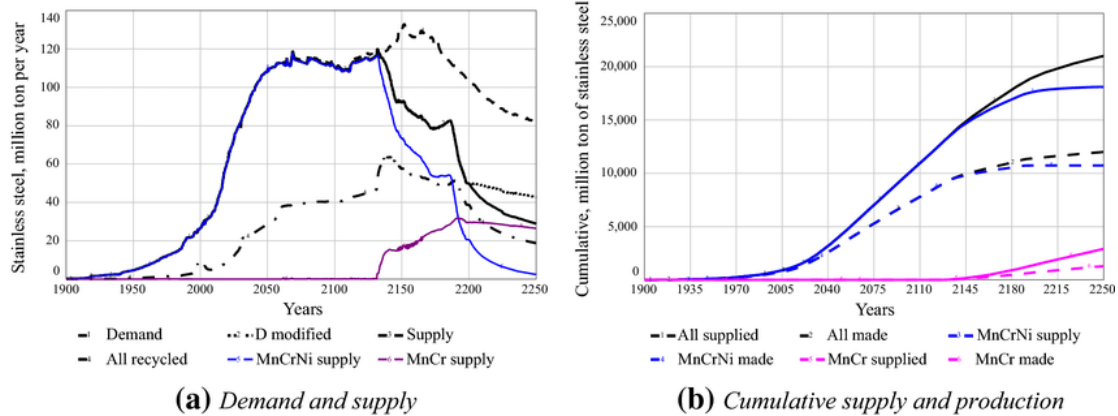 Stainless steel, million ton per year
140
120
100
80
60
40
20
0
1900 1950 2000 2050 2100 2150 2200 2250
Years
Demand D modified Supply
All recycled MnCrNi supply MnCr supply
(a) Demand and supply
Cumulative, million ton of stainless steel
25,000
20,000
15,000
10,000
5,000
0
1900 1935 1970 2005 2040 2075 2110 2145 2180 2215 2250
Years
All supplied All made MnCrNi supply
MnCrNi made MnCr supplied MnCr made
(b) Cumulative supply and production